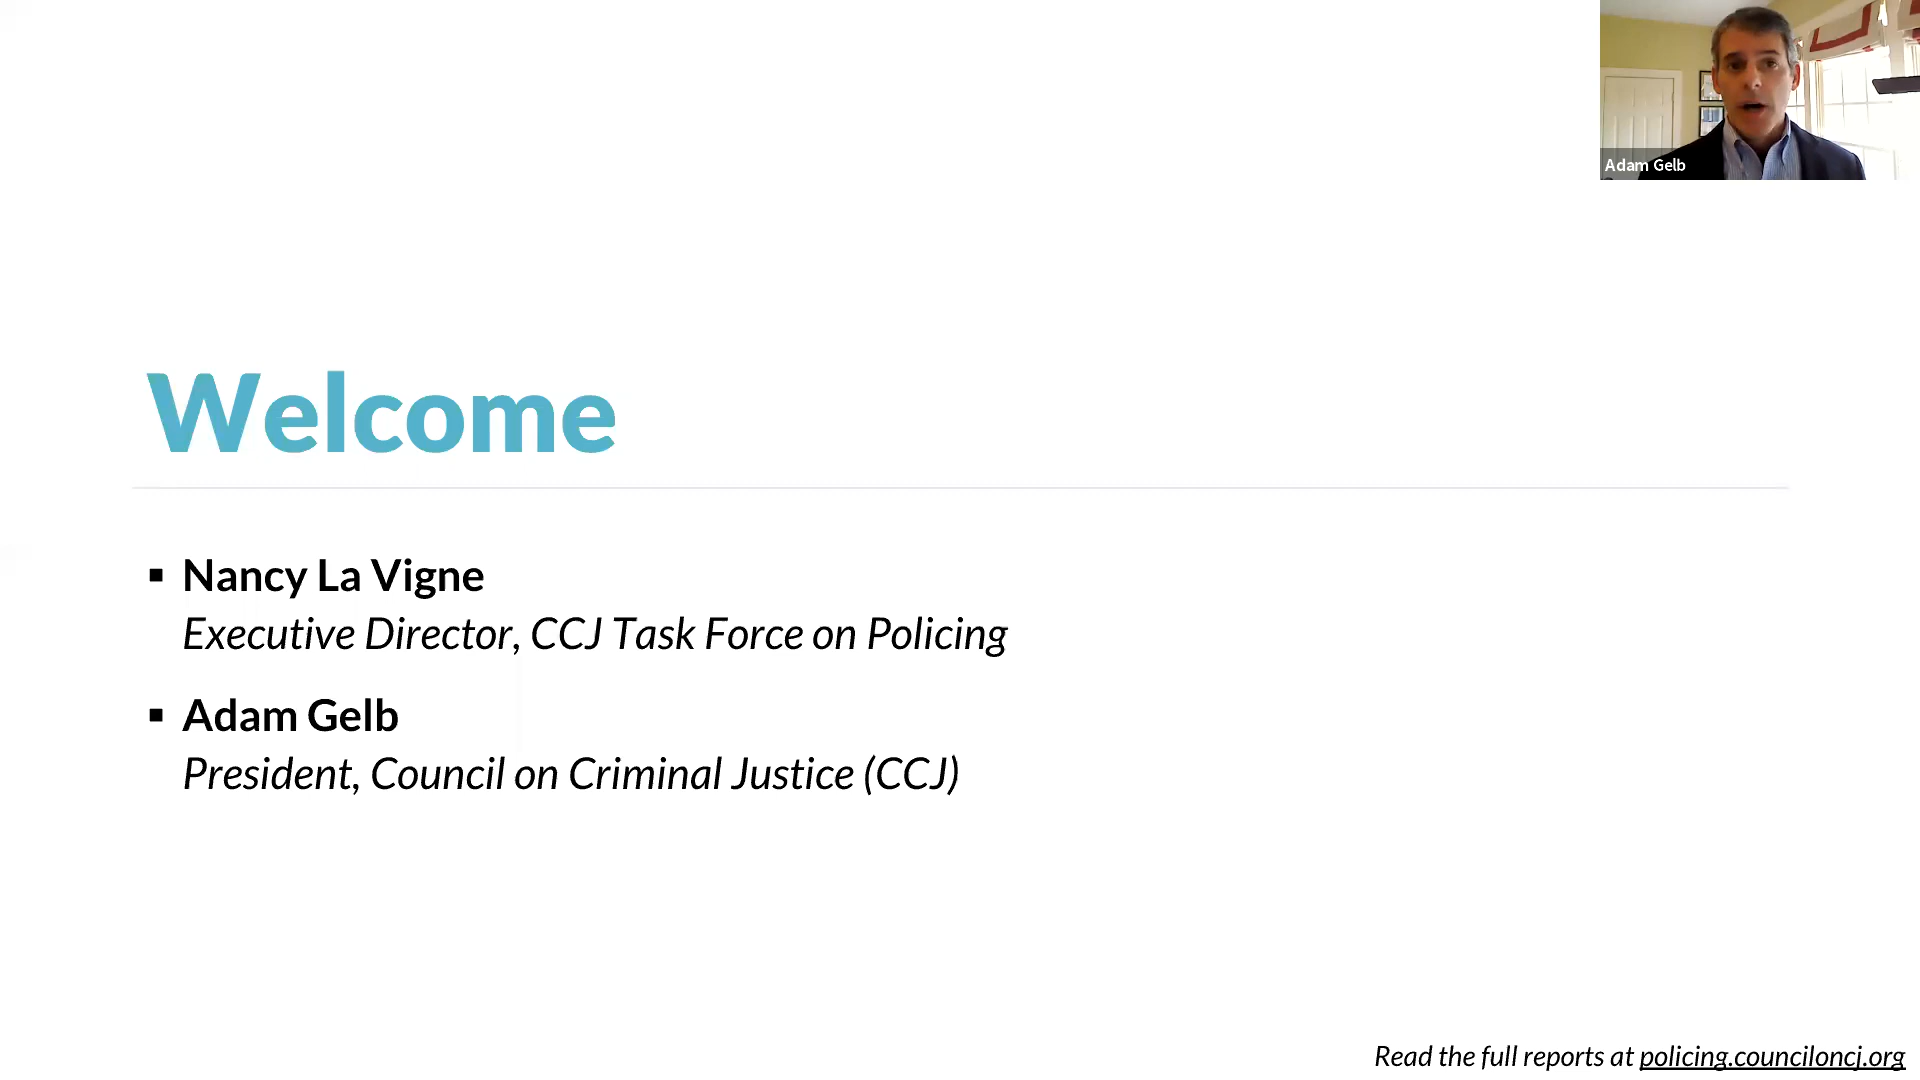 Adam Gelb
Welcome
▪ Nancy La Vigne
Executive Director, CCJ Task Force on Policing
▪ Adam Gelb
President, Council on Criminal Justice (CCJ)
Read the full reports at policing.counciloncj.org